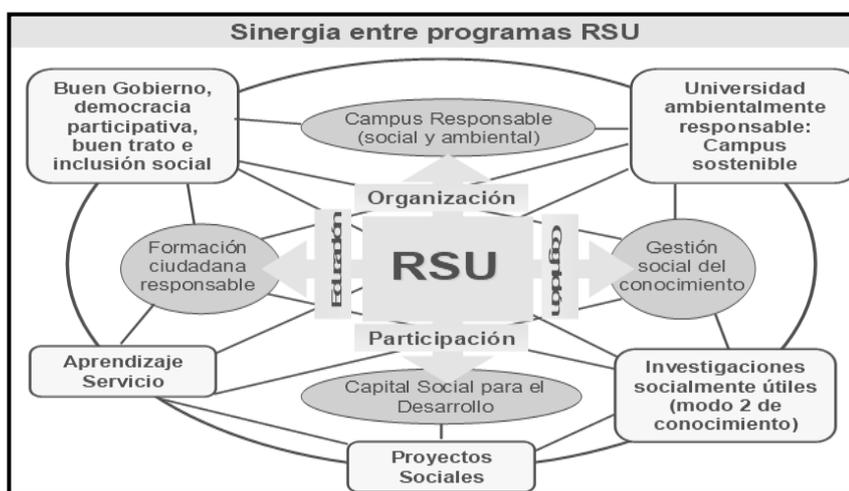 Sinergia entre programas RSU
Buen Gobierno,
democracia
participativa,
buen trato e
inclusión social
Campus Responsable
(social y ambiental)
Universidad
ambientalmente
responsable:
Campus
sostenible
Organización
Formación
ciudadana
responsable
Educación
RSU
Cognición
Gestión
social del
conocimiento
Participación
Aprendizaje
Servicio
Capital Social para el
Desarrollo
Investigaciones
socialmente útiles
(modo 2 de
conocimiento)
Proyectos
Sociales